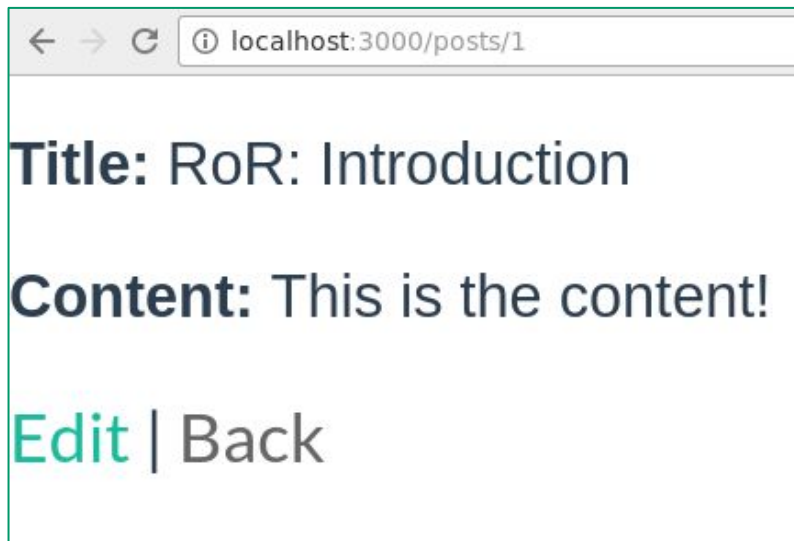 localhost:3000/posts/1
Title: RoR: Introduction
Content: This is the content!
Edit | Back